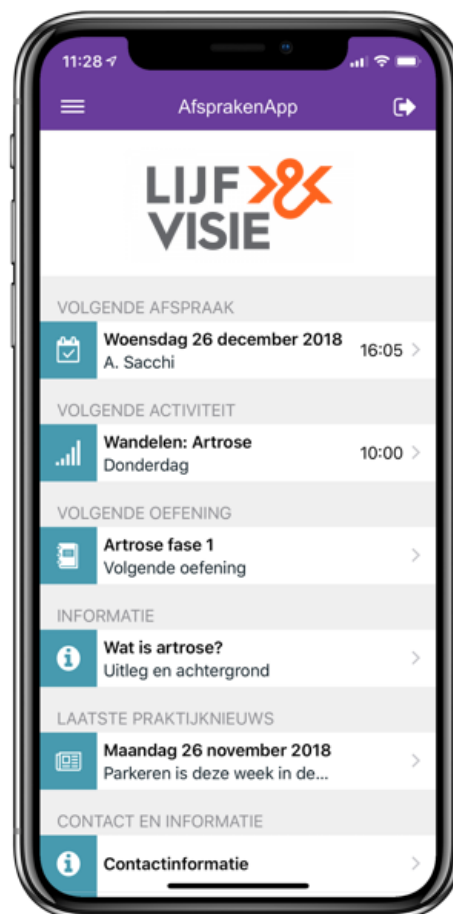 11:28
AfsprakenApp
LIJF &
VISIE
VOLGENDE AFSPRAAK
Woensdag 26 december 2018
A. Sacchi
16:05
VOLGENDE ACTIVITEIT
Wandelen: Artrose
Donderdag
10:00
VOLGENDE OEFENING
Artrose fase 1
Volgende oefening
INFORMATIE
Wat is artrose?
Uitleg en achtergrond
LAATSTE PRAKTIJKNIEUWS
Maandag 26 november 2018
Parkeren is deze week in de...
CONTACT EN INFORMATIE
Contactinformatie